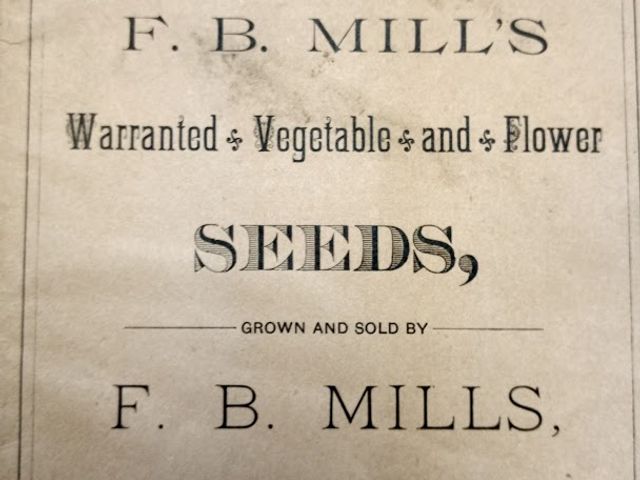 F. B. MILL'S
Warranted Vegetable and Flower
SEEDS,
GROWN AND SOLD BY
F. B. MILLS,